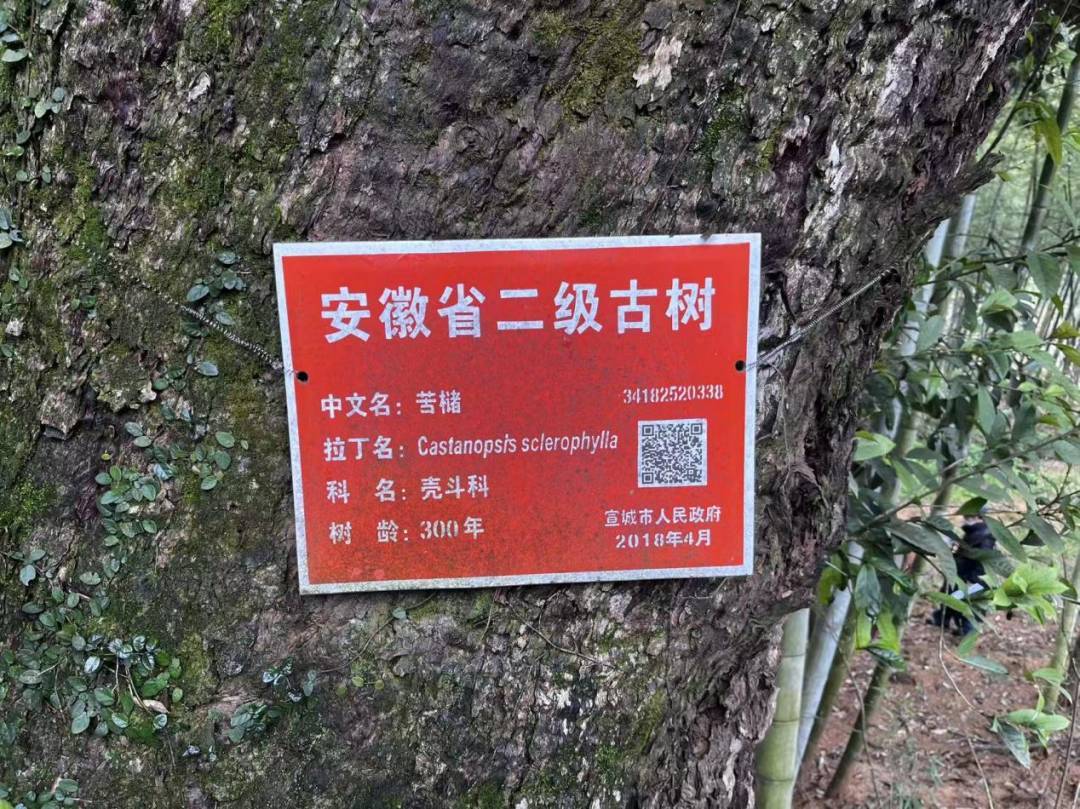 安徽省二级古树
中文名：苦槠
34182520338
拉丁名：Castanopsis sclerophylla
科　名：壳斗科
树　龄：300年
宣城市人民政府
2018年4月